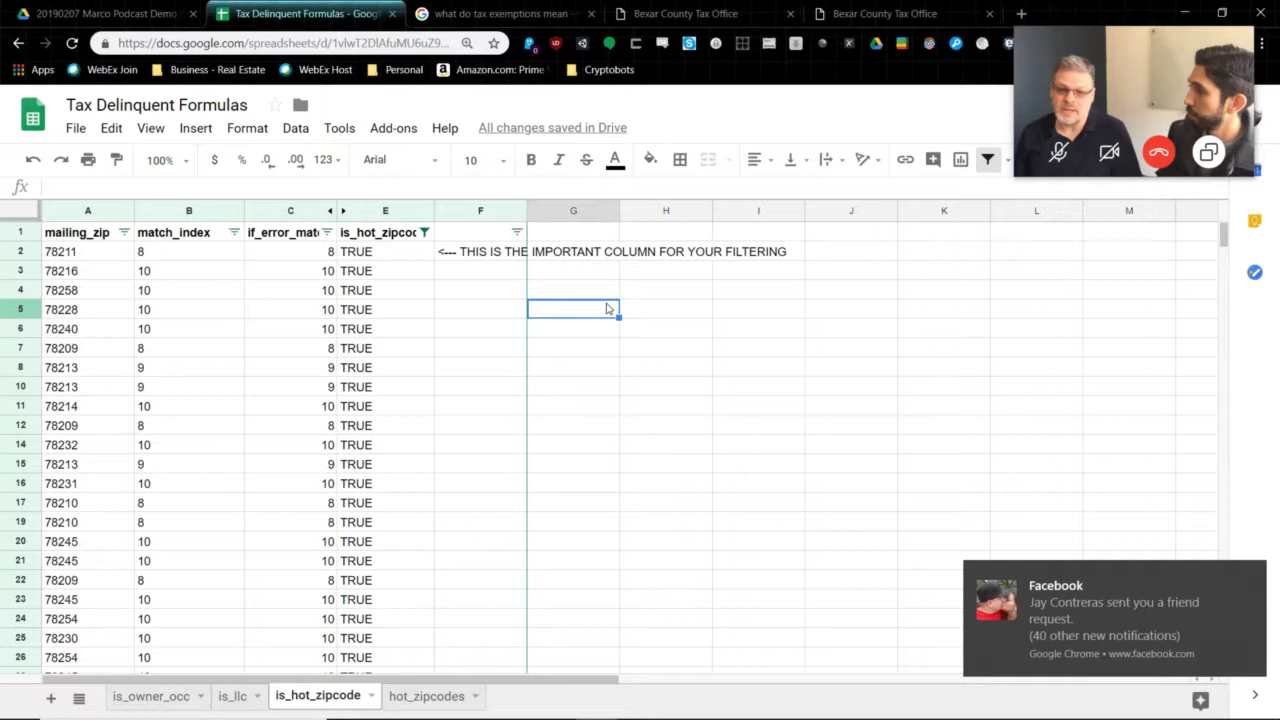 20190207 Marco Podcast Demo
Tax Delinquent Formulas - Goog
what do tax exemptions mean -
Bexar County Tax Office
Bexar County Tax Office
https://docs.google.com/spreadsheets/d/1vlwT2DlAfuMU6uZ9...
Apps
WebEx Join
Business - Real Estate
WebEx Host
Personal
Amazon.com: Prime
Cryptobots
Tax Delinquent Formulas
File Edit View Insert Format Data Tools Add-ons Help All changes saved in Drive
100% $ % .0 .00 123 Arial 10 B I S A
fx
A B C E F G H I J K L M
1 mailing_zip match_index if_error_mat is_hot_zipcod
2 78211 8 8 TRUE <--- THIS IS THE IMPORTANT COLUMN FOR YOUR FILTERING
3 78216 10 10 TRUE
4 78258 10 10 TRUE
5 78228 10 10 TRUE
6 78240 10 10 TRUE
7 78209 8 8 TRUE
8 78213 9 9 TRUE
10 78213 9 9 TRUE
11 78214 10 10 TRUE
12 78209 8 8 TRUE
14 78232 10 10 TRUE
15 78213 9 9 TRUE
16 78231 10 10 TRUE
17 78210 8 8 TRUE
19 78210 8 8 TRUE
20 78245 10 10 TRUE
21 78245 10 10 TRUE
22 78209 8 8 TRUE
23 78245 10 10 TRUE
24 78254 10 10 TRUE
25 78230 10 10 TRUE
26 78254 10 10 TRUE
Facebook
Jay Contreras sent you a friend
request.
(40 other new notifications)
Google Chrome • www.facebook.com
is_owner_occ
is_llc
is_hot_zipcode
hot_zipcodes